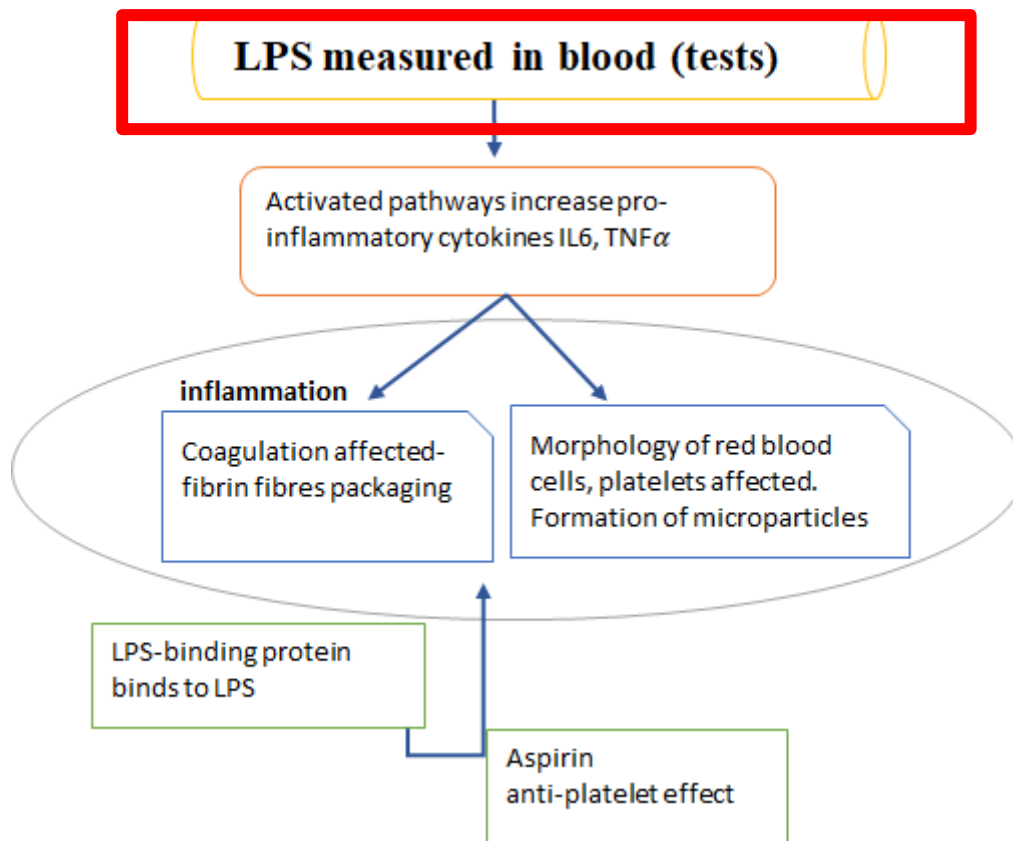 LPS measured in blood (tests)
Activated pathways increase pro-
inflammatory cytokines IL6, TNFα
inflammation
Coagulation affected-
fibrin fibres packaging
Morphology of red blood
cells, platelets affected.
Formation of microparticles
LPS-binding protein
binds to LPS
Aspirin
anti-platelet effect